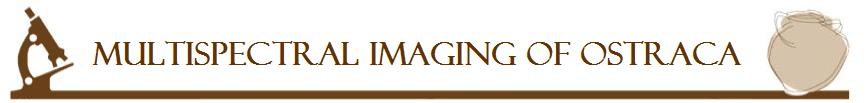 MULTISPECTRAL IMAGING OF OSTRACA